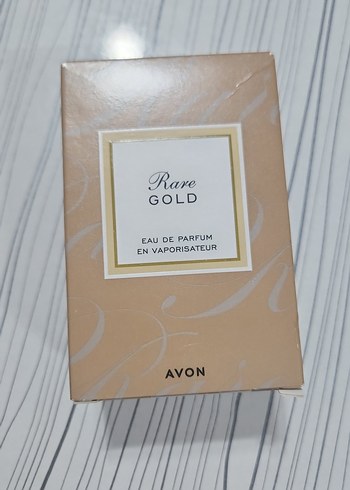 Rare
GOLD
EAU DE PARFUM
EN VAPORISATEUR
AVON